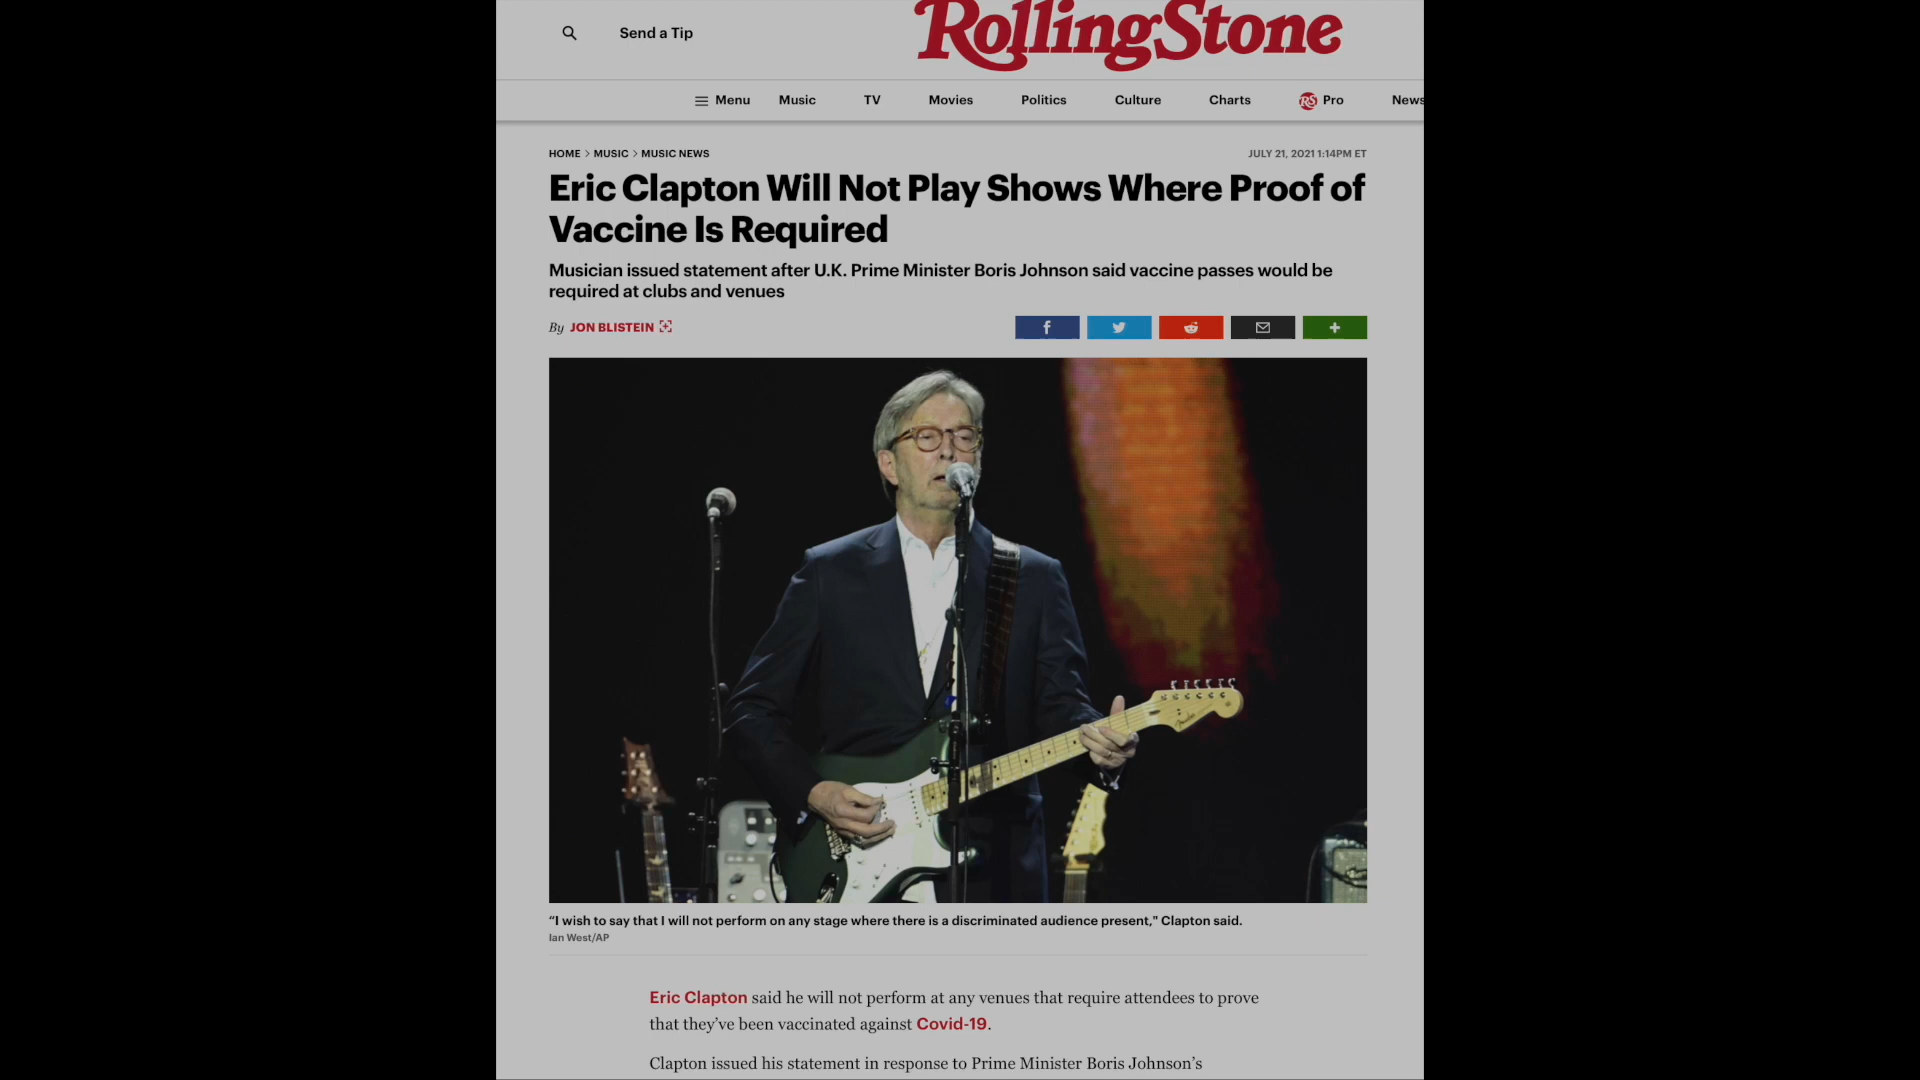 Send a Tip
RollingStone
Menu Music TV Movies Politics Culture Charts RS Pro News
HOME > MUSIC > MUSIC NEWS
JULY 21, 2021 1:14PM ET
Eric Clapton Will Not Play Shows Where Proof of
Vaccine Is Required
Musician issued statement after U.K. Prime Minister Boris Johnson said vaccine passes would be
required at clubs and venues
By JON BLISTEIN
Fender
“I wish to say that I will not perform on any stage where there is a discriminated audience present," Clapton said.
Ian West/AP
Eric Clapton said he will not perform at any venues that require attendees to prove
that they’ve been vaccinated against Covid-19.
Clapton issued his statement in response to Prime Minister Boris Johnson’s